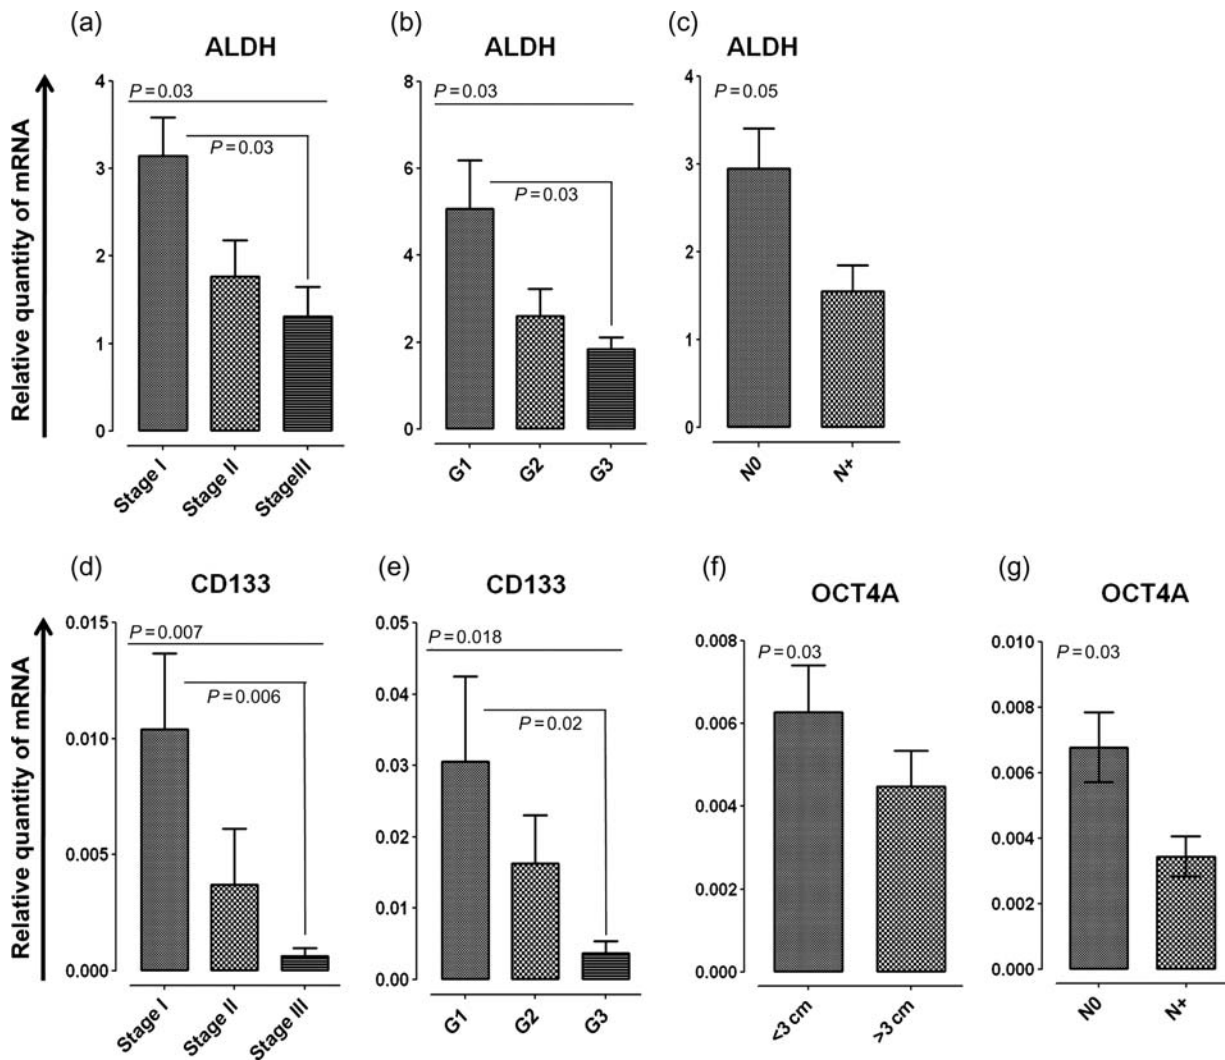 (a)
ALDH
P = 0.03
P = 0.03
4
3
2
1
0
Stage I
Stage II
StageIII
Relative quantity of mRNA
(b)
ALDH
P = 0.03
P = 0.03
8
6
4
2
0
G1
G2
G3
(c)
ALDH
P = 0.05
4
3
2
1
0
N0
N+
(d)
CD133
P = 0.007
P = 0.006
0.015
0.010
0.005
0.000
Stage I
Stage II
Stage III
Relative quantity of mRNA
(e)
CD133
P = 0.018
P = 0.02
0.05
0.04
0.03
0.02
0.01
0.00
G1
G2
G3
(f)
OCT4A
P = 0.03
0.008
0.006
0.004
0.002
0.000
<3 cm
>3 cm
(g)
OCT4A
P = 0.03
0.010
0.008
0.006
0.004
0.002
0.000
N0
N+